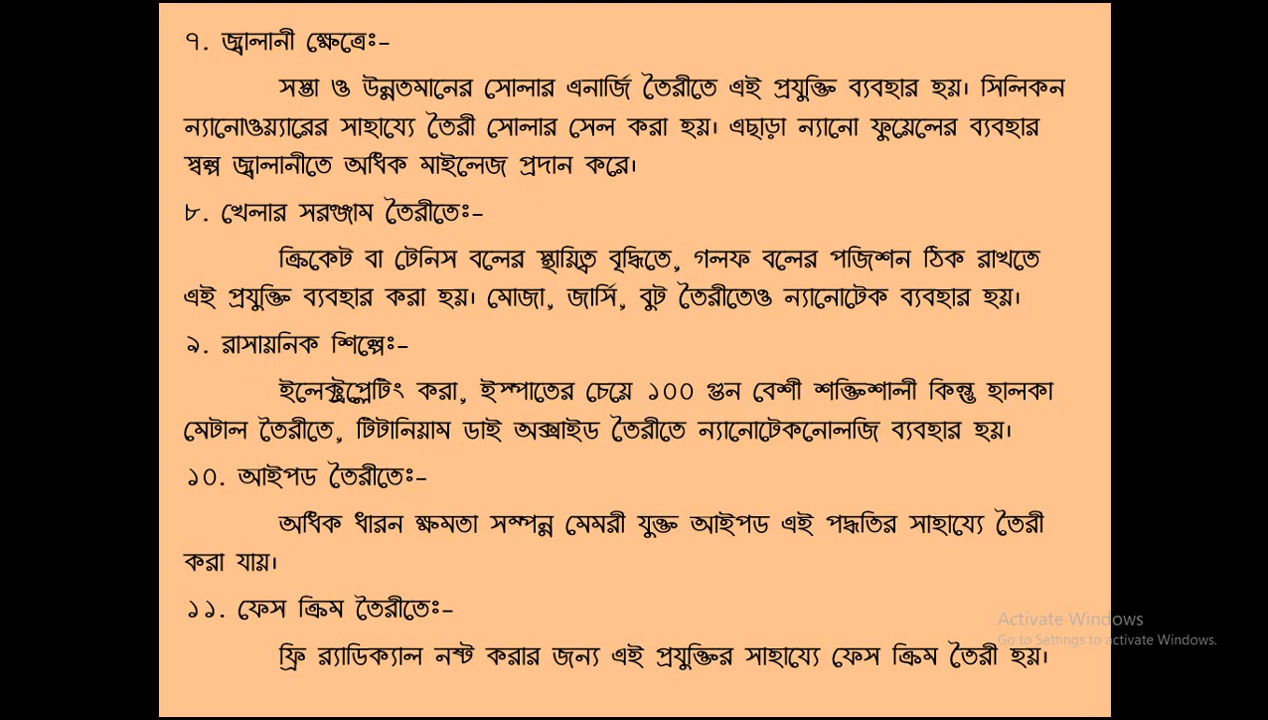 ৭. জ্বালানী ক্ষেত্রেঃ-
সস্তা ও উন্নতমানের সোলার এনার্জি তৈরীতে এই প্রযুক্তি ব্যবহার হয়। সিলিকন
ন্যানোওয়্যারের সাহায্যে তৈরী সোলার সেল করা হয়। এছাড়া ন্যানো ফুয়েলের ব্যবহার
স্বল্প জ্বালানীতে অধিক মাইলেজ প্রদান করে।
৮. খেলার সরঞ্জাম তৈরীতেঃ-
ক্রিকেট বা টেনিস বলের স্থায়িত্ব বৃদ্ধিতে, গলফ বলের পজিশন ঠিক রাখতে
এই প্রযুক্তি ব্যবহার করা হয়। মোজা, জার্সি, বুট তৈরীতেও ন্যানোটেক ব্যবহার হয়।
৯. রাসায়নিক শিল্পেঃ-
ইলেক্ট্রপ্লেটিং করা, ইস্পাতের চেয়ে ১০০ গুন বেশী শক্তিশালী কিন্তু হালকা
মেটাল তৈরীতে, টিটানিয়াম ডাই অক্সাইড তৈরীতে ন্যানোটেকনোলজি ব্যবহার হয়।
১০. আইপড তৈরীতেঃ-
অধিক ধারন ক্ষমতা সম্পন্ন মেমরী যুক্ত আইপড এই পদ্ধতির সাহায্যে তৈরী
করা যায়।
১১. ফেস ক্রিম তৈরীতেঃ-
ফ্রি র‍্যাডিক্যাল নষ্ট করার জন্য এই প্রযুক্তির সাহায্যে ফেস ক্রিম তৈরী হয়।
Activate Windows
Go to Settings to activate Windows.